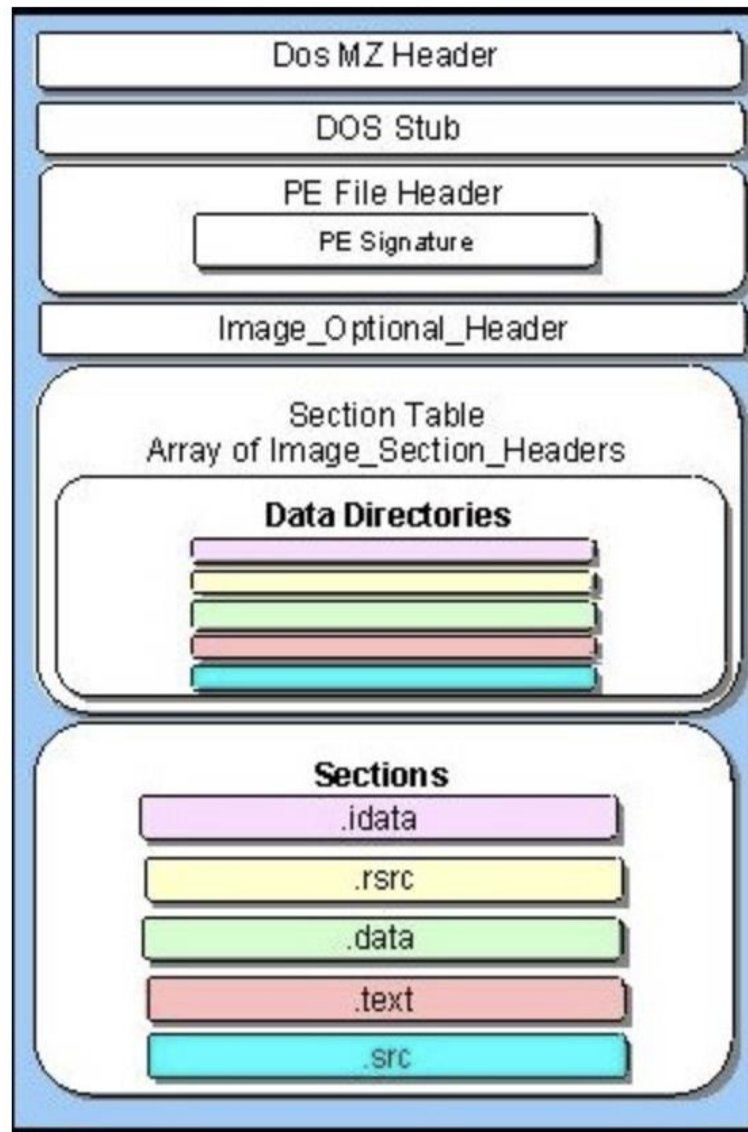 Dos MZ Header
DOS Stub
PE File Header
PE Signature
Image_Optional_Header
Section Table
Array of Image_Section_Headers
Data Directories
Sections
.idata
.rsrc
.data
.text
.src